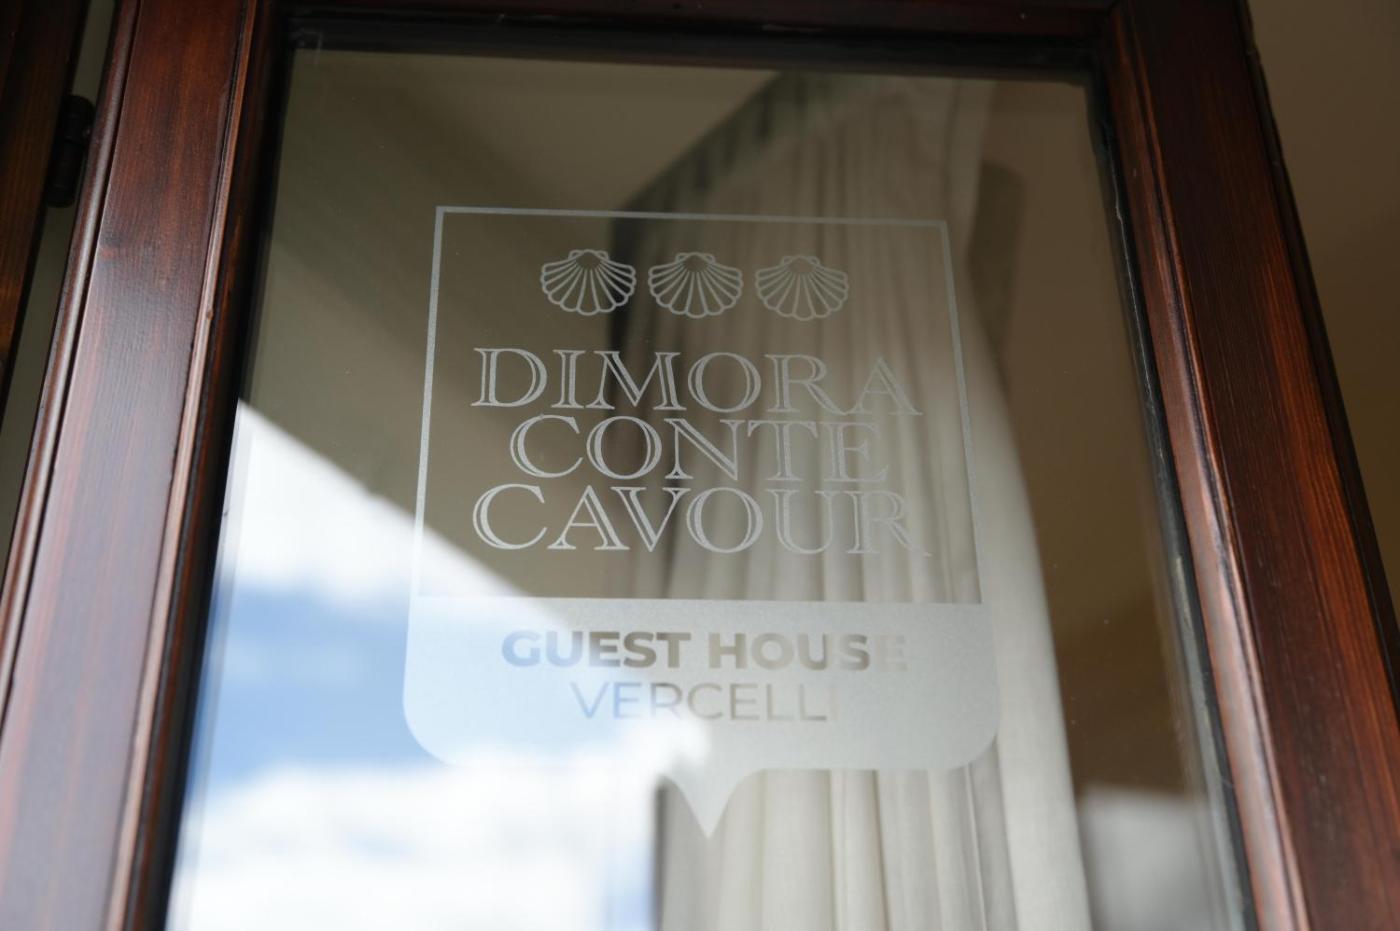 DIMORA
CONTE
CAVOUR
GUEST HOUSE
VERCELLI